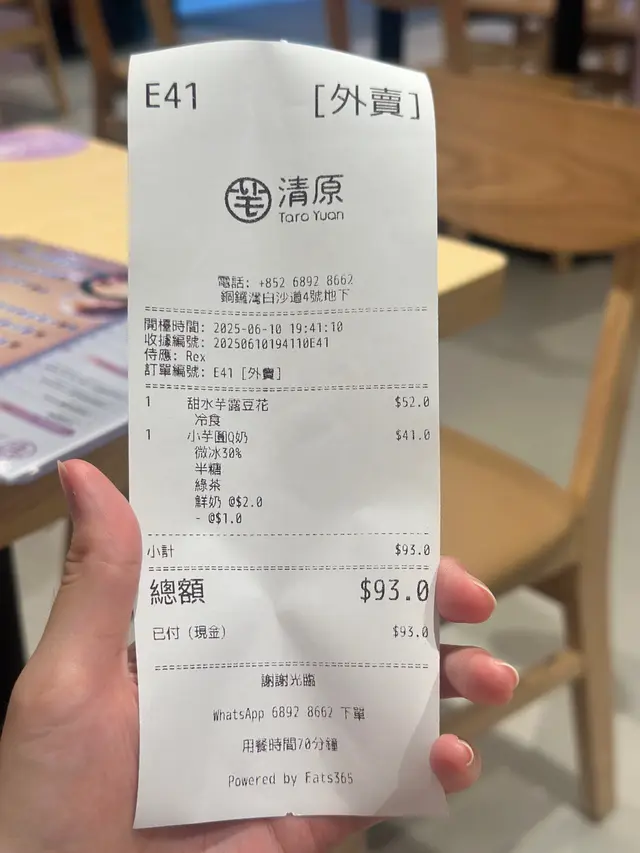 E41 [外賣]
清原
Taro Yuan
電話: +852 6892 8662
銅鑼灣白沙道4號地下
開檯時間: 2025-06-10 19:41:10
收據編號: 20250610194110E41
侍應: Rex
訂單編號: E41 [外賣]
1 甜水芋露豆花 $52.0
冷食
1 小芋圓Q奶 $41.0
微冰30%
半糖
綠茶
鮮奶 @$2.0
- @$1.0
小計 $93.0
總額 $93.0
已付 (現金) $93.0
謝謝光臨
WhatsApp 6892 8662 下單
用餐時間70分鐘
Powered by Eats365